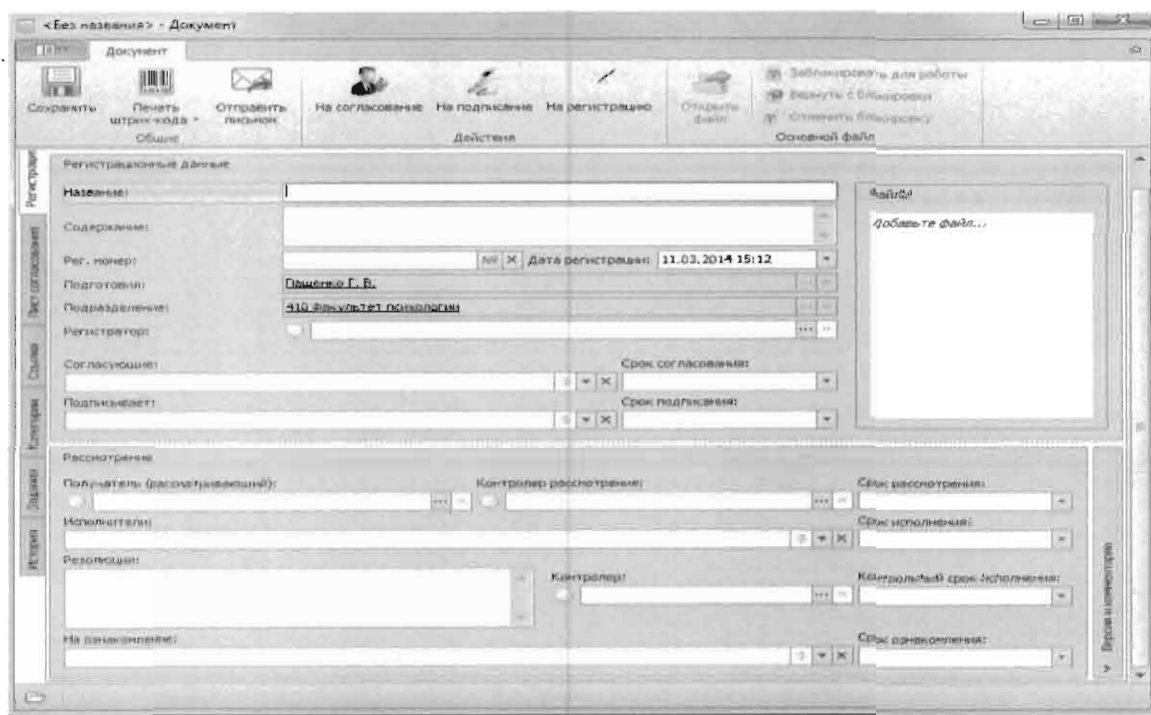 <Без названия> - Документ
Документ
Сохранить
Печать штрих-кода
Отправить письмом
На согласование
На подписание
На регистрацию
Открыть файл
Заблокировать для работы
Вернуть с блокировки
Отменить блокировку
Общие
Действия
Основной файл
Регистрационные данные
Название:
Содержание:
Рег. номер:
№
Дата регистрации:
11.03.2014 15:12
Подготовил:
Пащенко Г. В.
Подразделение:
410 Факультет психологии
Регистратор:
Согласующие:
Срок согласования:
Подписывает:
Срок подписания:
Файлы
Добавьте файл...
Рассмотрение
Получатель (рассматривающий):
Контролер рассмотрения:
Срок рассмотрения:
Исполнители:
Срок исполнения:
Резолюция:
Контролер:
Контрольный срок исполнения:
На ознакомление:
Срок ознакомления:
Регистрация
Лист согласования
Ссылки
Категории
Задания
История
Версии и комментарии